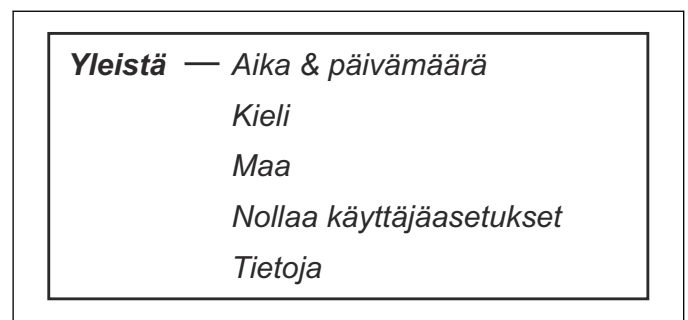 Yleistä — Aika & päivämäärä
Kieli
Maa
Nollaa käyttäjäasetukset
Tietoja